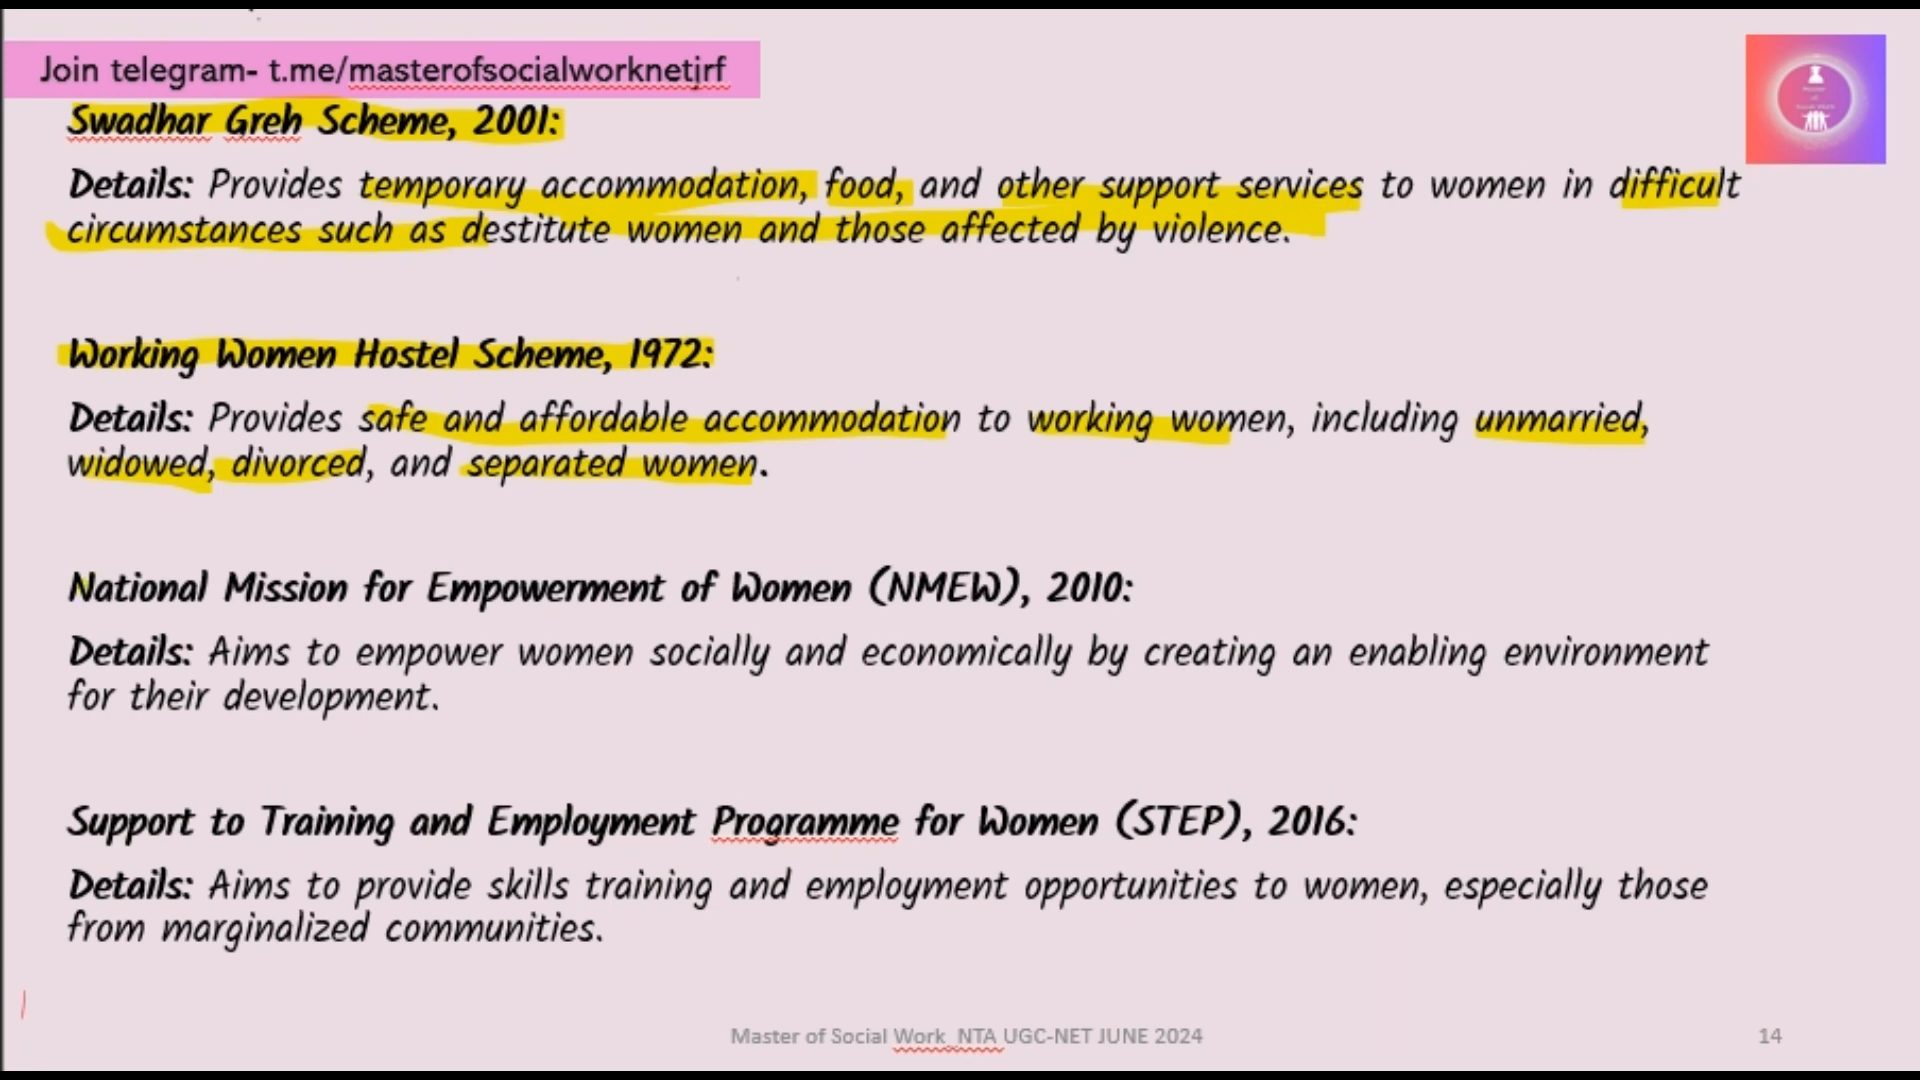 Join telegram- t.me/masterofsocialworknetjrf
Swadhar Greh Scheme, 2001:
Details: Provides temporary accommodation, food, and other support services to women in difficult
circumstances such as destitute women and those affected by violence.
Working Women Hostel Scheme, 1972:
Details: Provides safe and affordable accommodation to working women, including unmarried,
widowed, divorced, and separated women.
National Mission for Empowerment of Women (NMEW), 2010:
Details: Aims to empower women socially and economically by creating an enabling environment
for their development.
Support to Training and Employment Programme for Women (STEP), 2016:
Details: Aims to provide skills training and employment opportunities to women, especially those
from marginalized communities.
Master of Social Work_NTA UGC-NET JUNE 2024
14